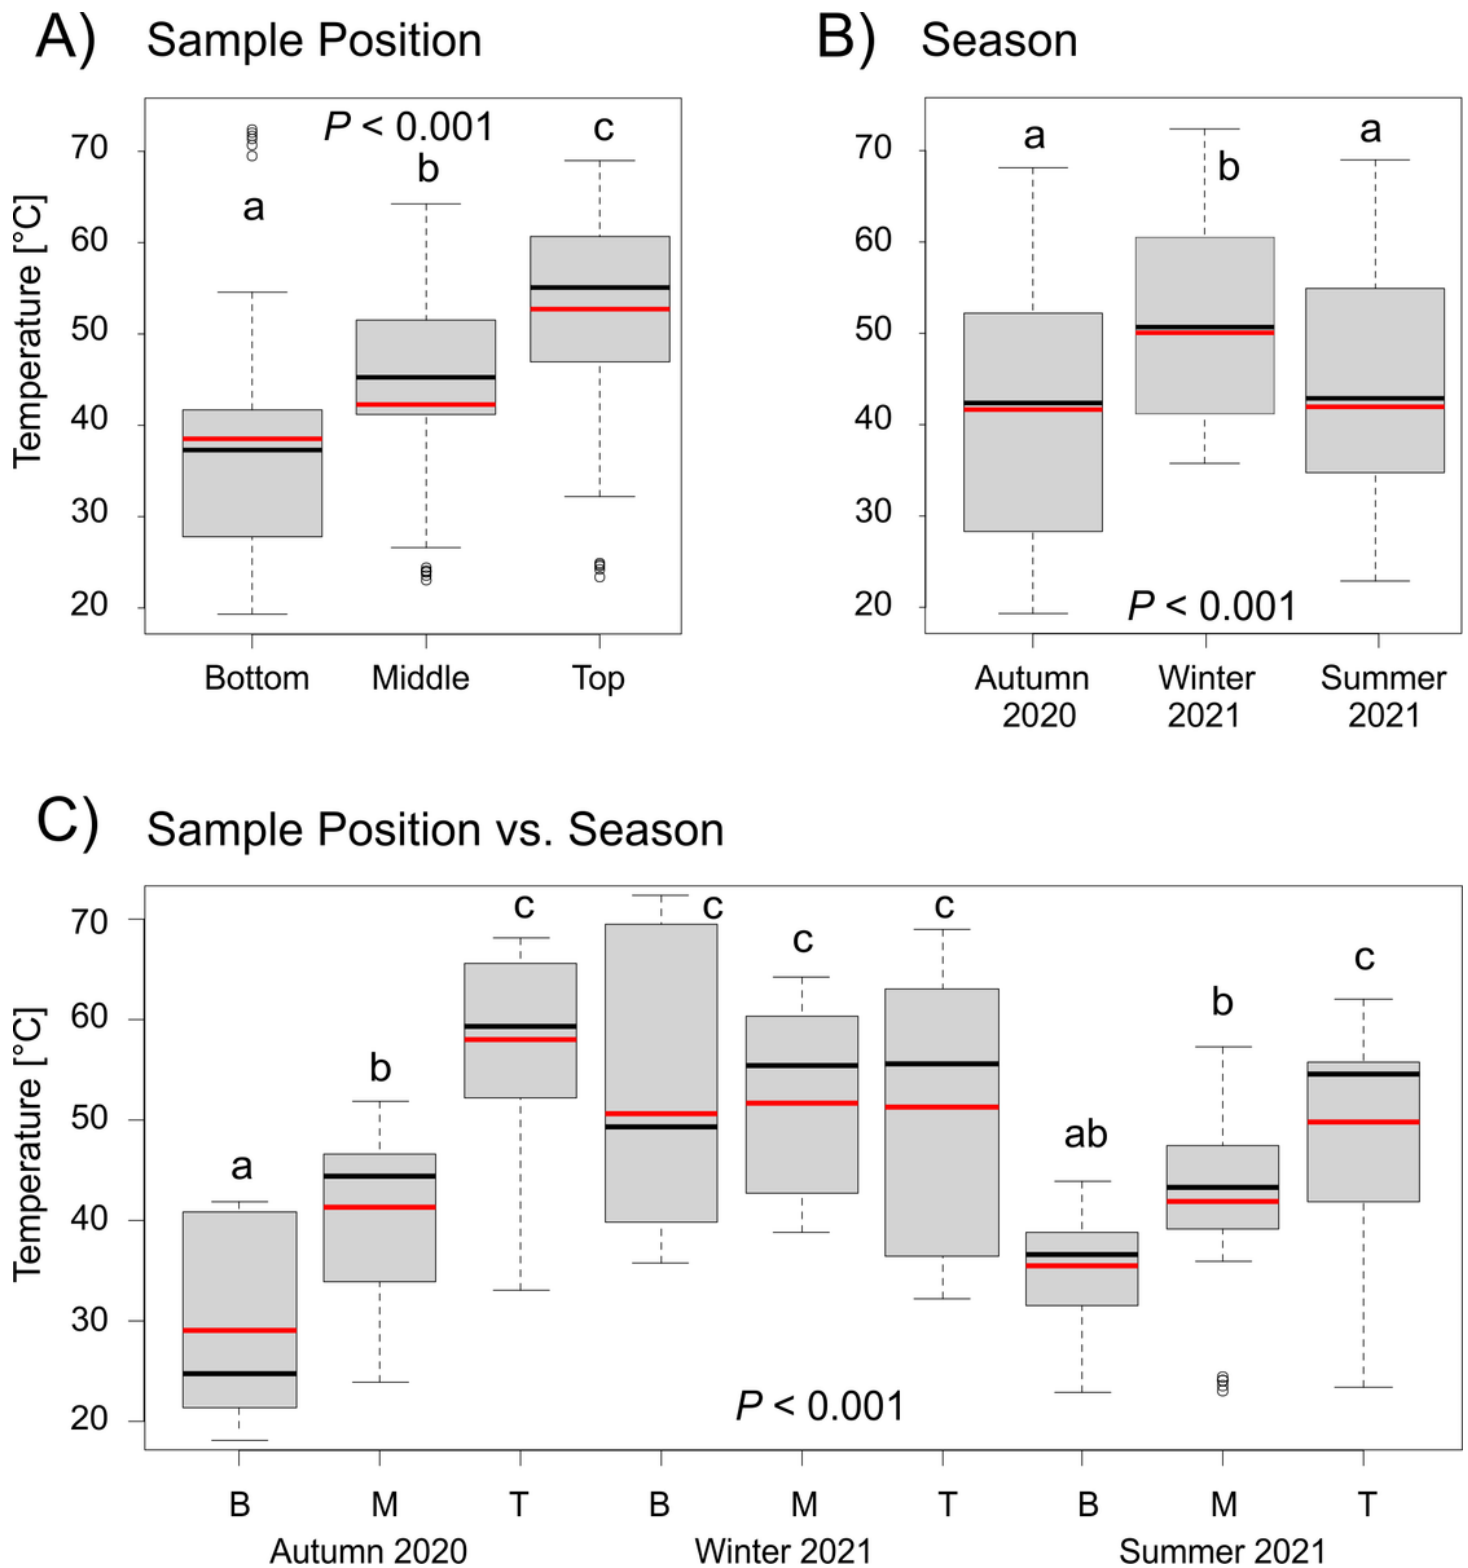 A) Sample Position
P < 0.001
a
b
c
Temperature [°C]
70
60
50
40
30
20
Bottom Middle Top
B) Season
a
b
a
70
60
50
40
30
20
P < 0.001
Autumn 2020
Winter 2021
Summer 2021
C) Sample Position vs. Season
Temperature [°C]
70
60
50
40
30
20
a
b
c
c
c
c
ab
b
c
P < 0.001
B M T B M T B M T
Autumn 2020 Winter 2021 Summer 2021